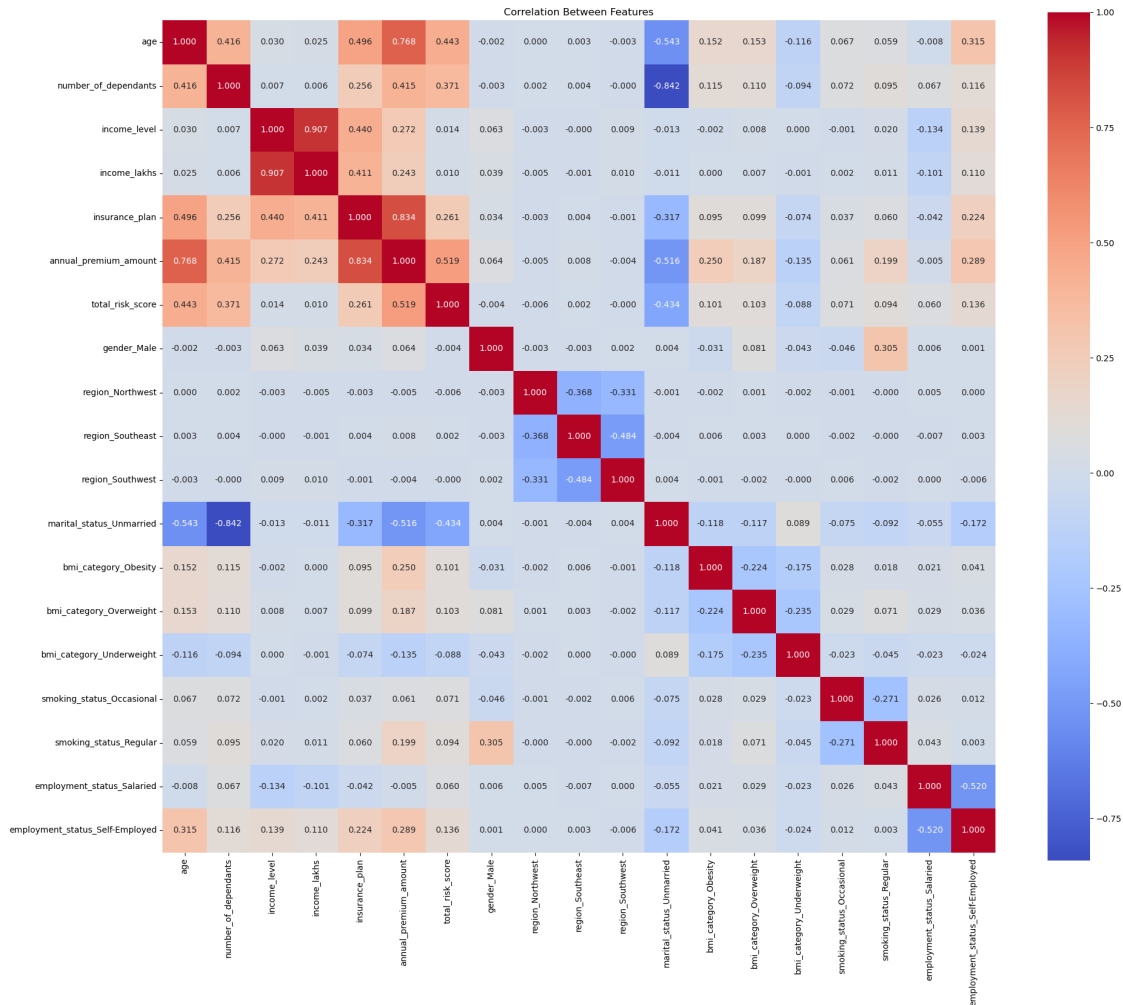 Correlation Between Features
age 1.000 0.416 0.030 0.025 0.496 0.768 0.443 -0.002 0.000 0.003 -0.003 -0.543 0.152 0.153 -0.116 0.067 0.059 -0.008 0.315
number_of_dependants 0.416 1.000 0.007 0.006 0.256 0.415 0.371 -0.003 0.002 0.004 -0.000 -0.842 0.115 0.110 -0.094 0.072 0.095 0.067 0.116
income_level 0.030 0.007 1.000 0.907 0.440 0.272 0.014 0.063 -0.003 -0.000 0.009 -0.013 -0.002 0.008 0.000 -0.001 0.020 -0.134 0.139
income_lakhs 0.025 0.006 0.907 1.000 0.411 0.243 0.010 0.039 -0.005 -0.001 0.010 -0.011 0.000 0.007 -0.001 0.002 0.011 -0.101 0.110
insurance_plan 0.496 0.256 0.440 0.411 1.000 0.834 0.261 0.034 -0.003 0.004 -0.001 -0.317 0.095 0.099 -0.074 0.037 0.060 -0.042 0.224
annual_premium_amount 0.768 0.415 0.272 0.243 0.834 1.000 0.519 0.064 -0.005 0.008 -0.004 -0.516 0.250 0.187 -0.135 0.061 0.199 -0.005 0.289
total_risk_score 0.443 0.371 0.014 0.010 0.261 0.519 1.000 -0.004 -0.006 0.002 -0.000 -0.434 0.101 0.103 -0.088 0.071 0.094 0.060 0.136
gender_Male -0.002 -0.003 0.063 0.039 0.034 0.064 -0.004 1.000 -0.003 -0.003 0.002 0.004 -0.031 0.081 -0.043 -0.046 0.305 0.006 0.001
region_Northwest 0.000 0.002 -0.003 -0.005 -0.003 -0.005 -0.006 -0.003 1.000 -0.368 -0.331 -0.001 -0.002 0.001 -0.002 -0.001 -0.000 0.005 0.000
region_Southeast 0.003 0.004 -0.000 -0.001 0.004 0.008 0.002 -0.003 -0.368 1.000 -0.484 -0.004 0.006 0.003 0.000 -0.002 -0.000 -0.007 0.003
region_Southwest -0.003 -0.000 0.009 0.010 -0.001 -0.004 -0.000 0.002 -0.331 -0.484 1.000 0.004 -0.001 -0.002 -0.000 0.006 -0.002 0.000 -0.006
marital_status_Unmarried -0.543 -0.842 -0.013 -0.011 -0.317 -0.516 -0.434 0.004 -0.001 -0.004 0.004 1.000 -0.118 -0.117 0.089 -0.075 -0.092 -0.055 -0.172
bmi_category_Obesity 0.152 0.115 -0.002 0.000 0.095 0.250 0.101 -0.031 -0.002 0.006 -0.001 -0.118 1.000 -0.224 -0.175 0.028 0.018 0.021 0.041
bmi_category_Overweight 0.153 0.110 0.008 0.007 0.099 0.187 0.103 0.081 0.001 0.003 -0.002 -0.117 -0.224 1.000 -0.235 0.029 0.071 0.029 0.036
bmi_category_Underweight -0.116 -0.094 0.000 -0.001 -0.074 -0.135 -0.088 -0.043 -0.002 0.000 -0.000 0.089 -0.175 -0.235 1.000 -0.023 -0.045 -0.023 -0.024
smoking_status_Occasional 0.067 0.072 -0.001 0.002 0.037 0.061 0.071 -0.046 -0.001 -0.002 0.006 -0.075 0.028 0.029 -0.023 1.000 -0.271 0.026 0.012
smoking_status_Regular 0.059 0.095 0.020 0.011 0.060 0.199 0.094 0.305 -0.000 -0.000 -0.002 -0.092 0.018 0.071 -0.045 -0.271 1.000 0.043 0.003
employment_status_Salaried -0.008 0.067 -0.134 -0.101 -0.042 -0.005 0.060 0.006 0.005 -0.007 0.000 -0.055 0.021 0.029 -0.023 0.026 0.043 1.000 -0.520
employment_status_Self-Employed 0.315 0.116 0.139 0.110 0.224 0.289 0.136 0.001 0.000 0.003 -0.006 -0.172 0.041 0.036 -0.024 0.012 0.003 -0.520 1.000
age
number_of_dependants
income_level
income_lakhs
insurance_plan
annual_premium_amount
total_risk_score
gender_Male
region_Northwest
region_Southeast
region_Southwest
marital_status_Unmarried
bmi_category_Obesity
bmi_category_Overweight
bmi_category_Underweight
smoking_status_Occasional
smoking_status_Regular
employment_status_Salaried
employment_status_Self-Employed
1.00
0.75
0.50
0.25
0.00
−0.25
−0.50
−0.75